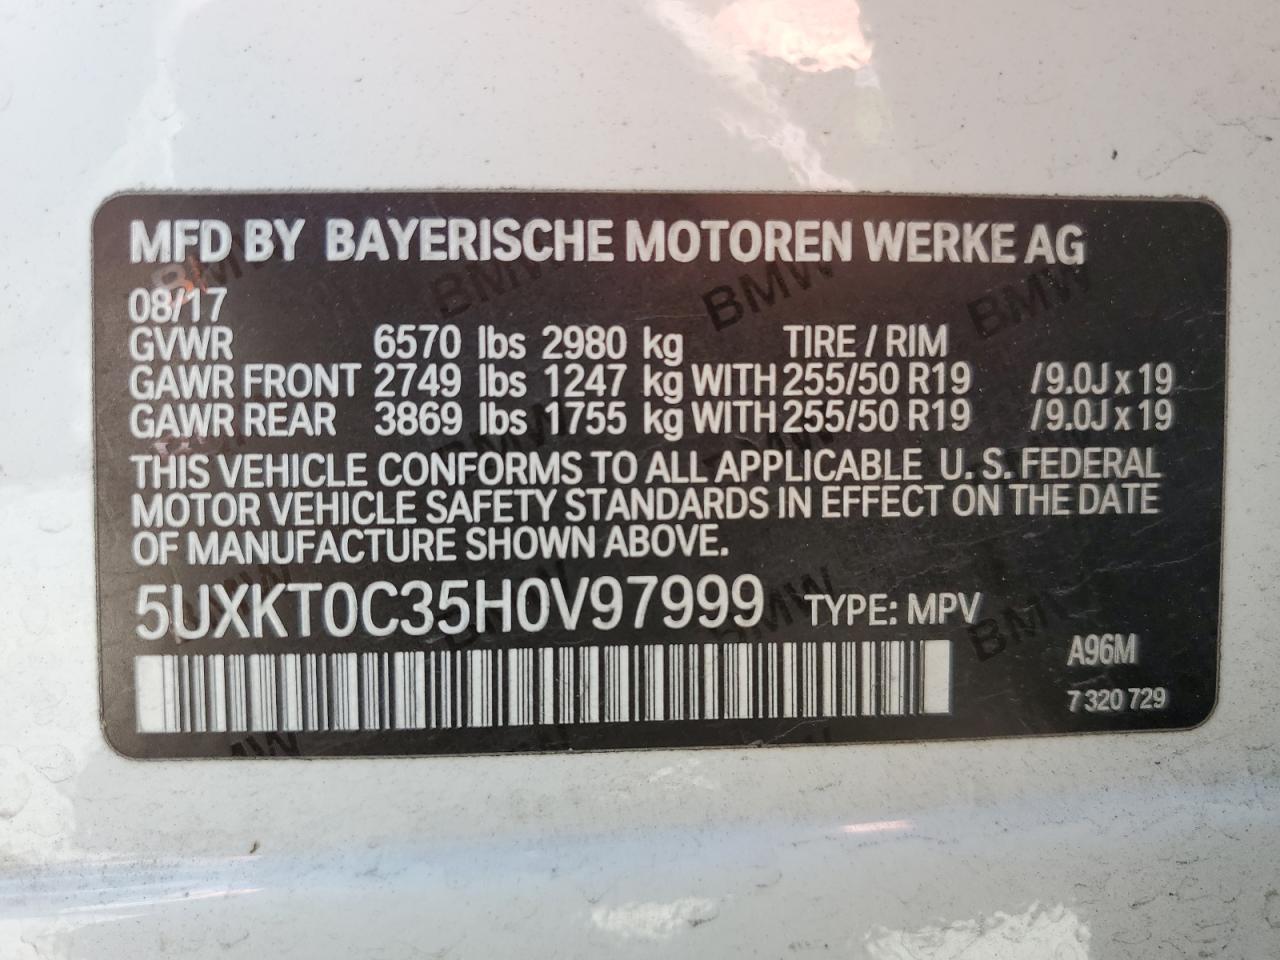 MFD BY BAYERISCHE MOTOREN WERKE AG
08/17
GVWR 6570 lbs 2980 kg TIRE / RIM
GAWR FRONT 2749 lbs 1247 kg WITH 255/50 R19 /9.0J x 19
GAWR REAR 3869 lbs 1755 kg WITH 255/50 R19 /9.0J x 19
THIS VEHICLE CONFORMS TO ALL APPLICABLE U. S. FEDERAL
MOTOR VEHICLE SAFETY STANDARDS IN EFFECT ON THE DATE
OF MANUFACTURE SHOWN ABOVE.
5UXKT0C35H0V97999 TYPE: MPV
A96M
7 320 729